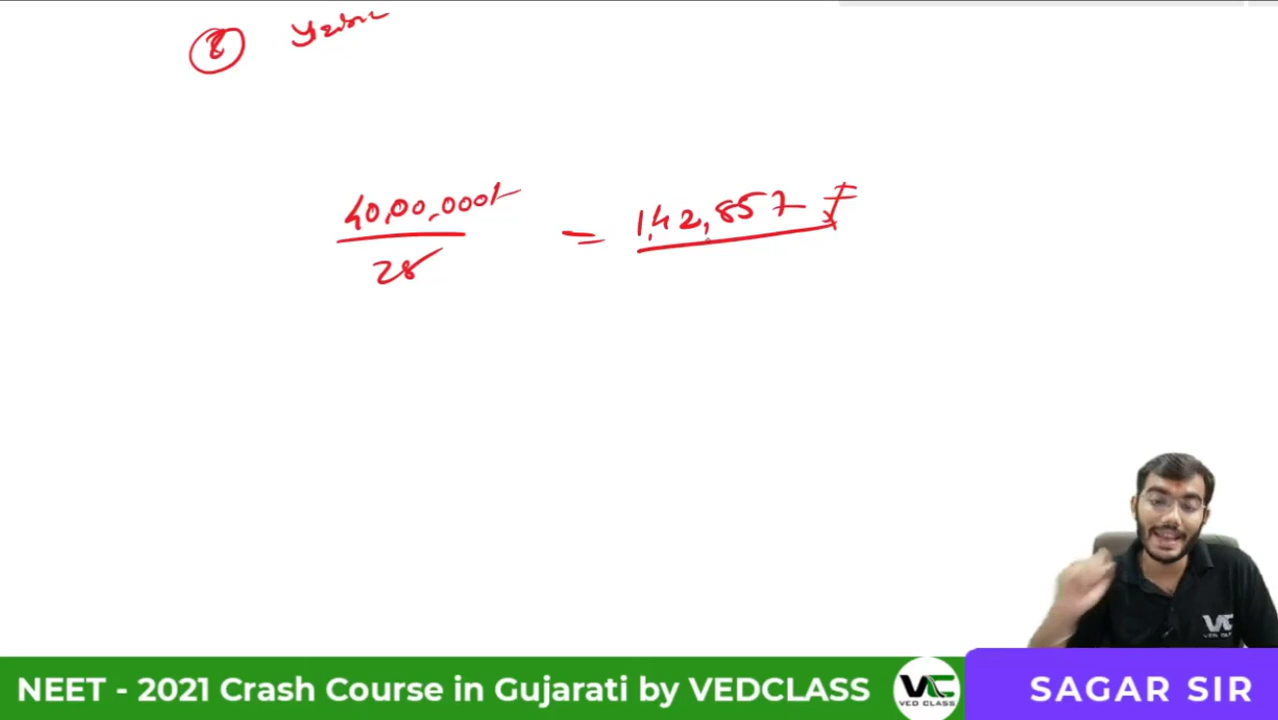 8
40,00,000/-
28
= 1,42,857 ₹
VC
VED CLASS
NEET - 2021 Crash Course in Gujarati by VEDCLASS
SAGAR SIR